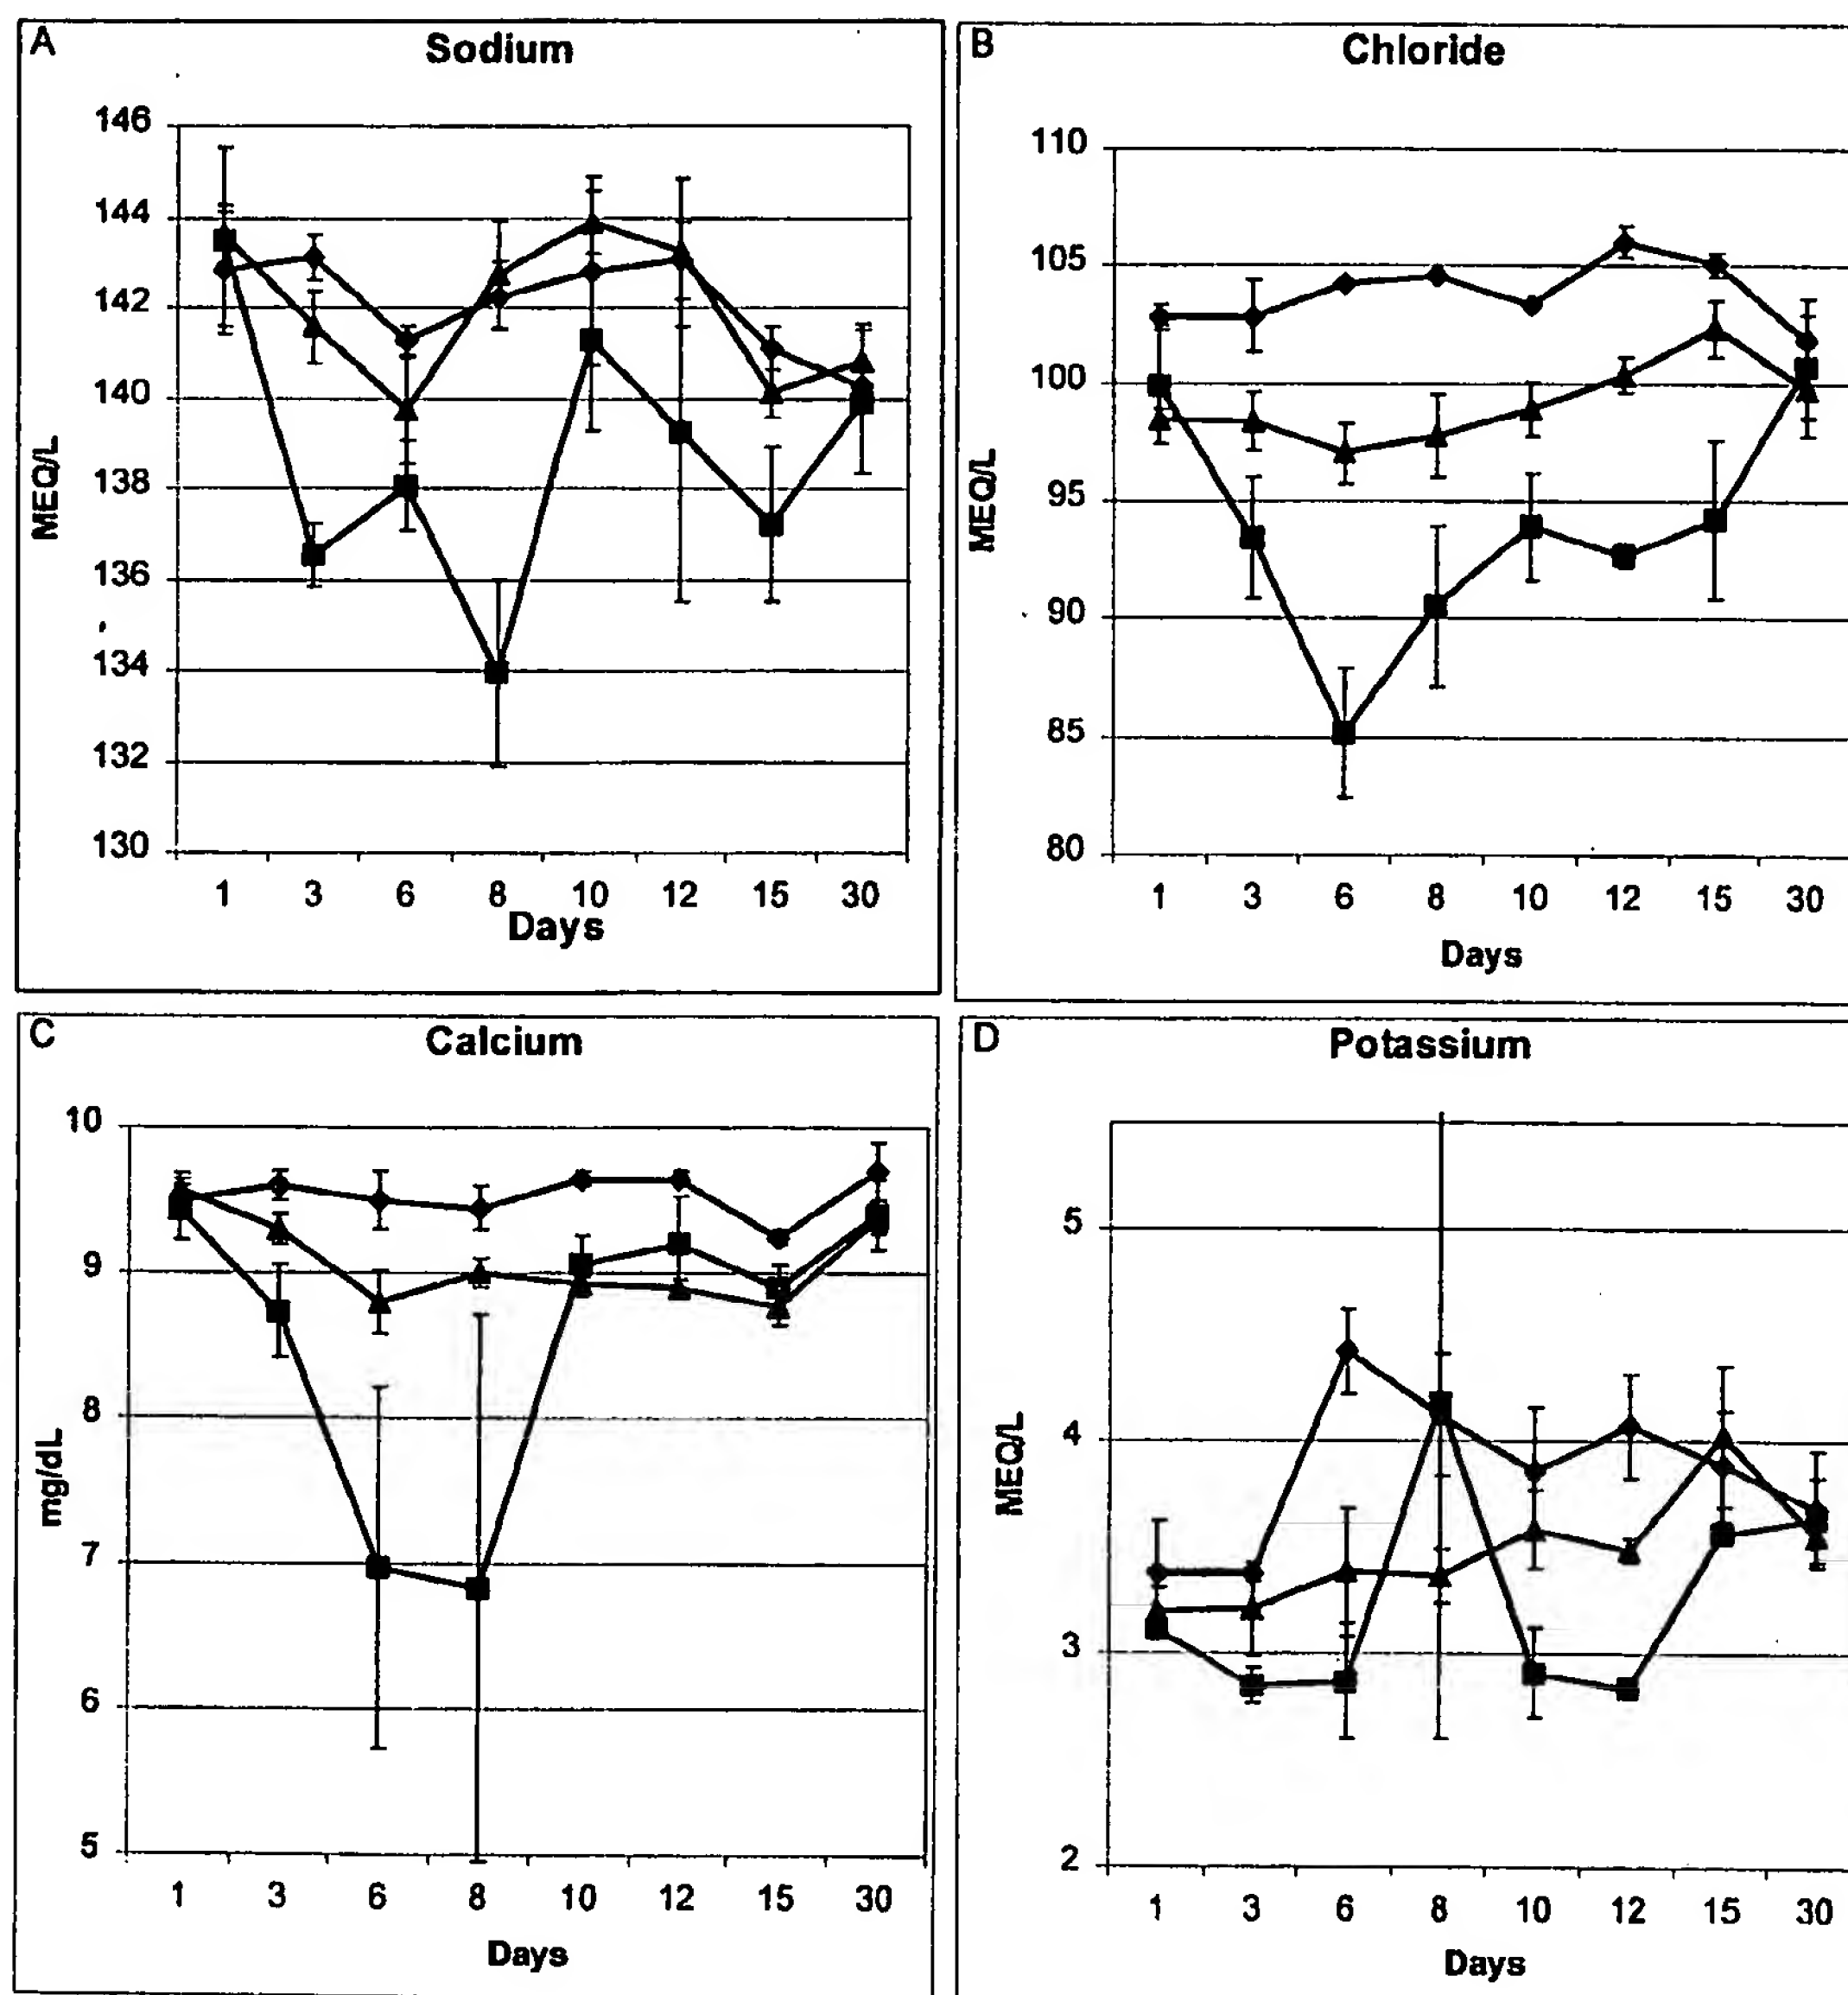 A
Sodium
146
144
142
140
138
136
134
132
130
MEQ/L
1 3 6 8 10 12 15 30
Days
B
Chloride
110
105
100
95
90
85
80
MEQ/L
1 3 6 8 10 12 15 30
Days
C
Calcium
10
9
8
7
6
5
mg/dL
1 3 6 8 10 12 15 30
Days
D
Potassium
5
4
3
2
MEQ/L
1 3 6 8 10 12 15 30
Days